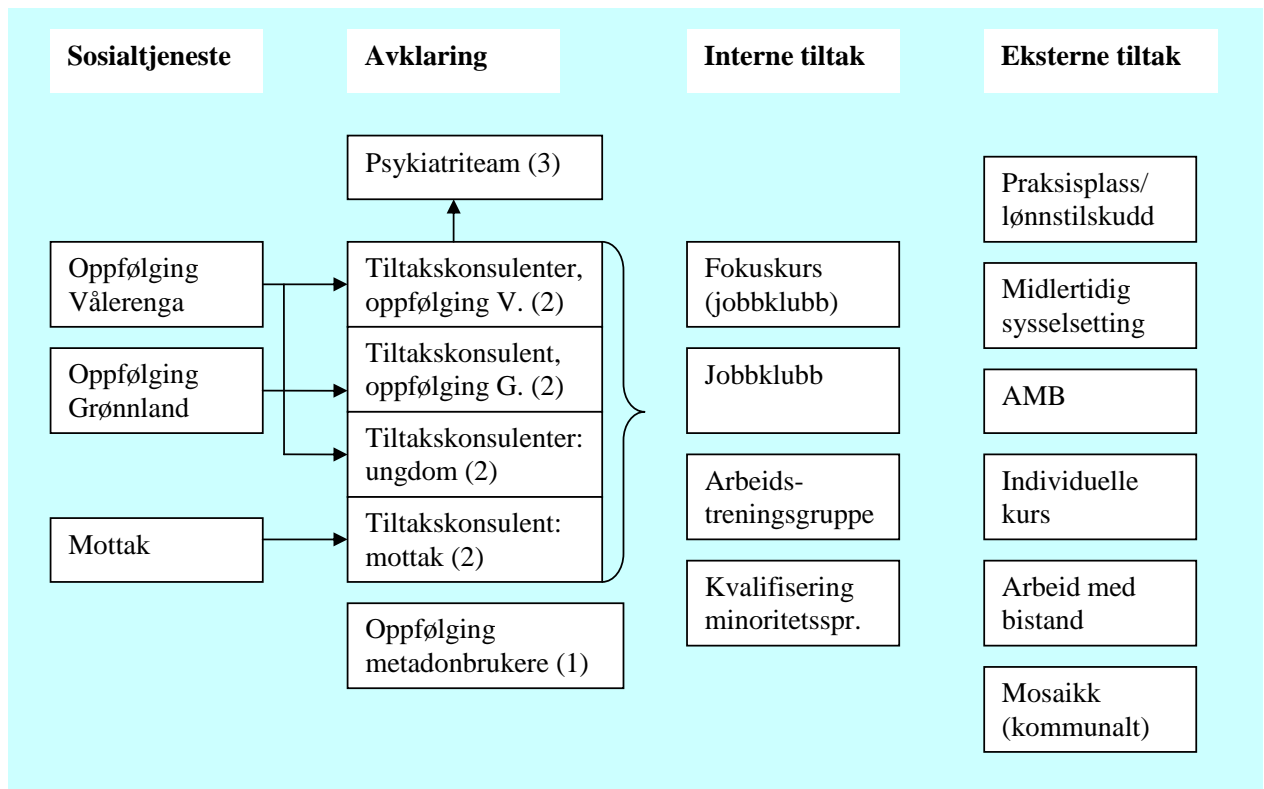 Sosialtjeneste
Avklaring
Interne tiltak
Eksterne tiltak
Oppfølging
Vålerenga
Oppfølging
Grønnland
Mottak
Psykiatriteam (3)
Tiltakskonsulenter,
oppfølging V. (2)
Tiltakskonsulent,
oppfølging G. (2)
Tiltakskonsulenter:
ungdom (2)
Tiltakskonsulent:
mottak (2)
Oppfølging
metadonbrukere (1)
Fokuskurs
(jobbklubb)
Jobbklubb
Arbeids-
treningsgruppe
Kvalifisering
minoritetsspr.
Praksisplass/
lønnstilskudd
Midlertidig
sysselsetting
AMB
Individuelle
kurs
Arbeid med
bistand
Mosaikk
(kommunalt)